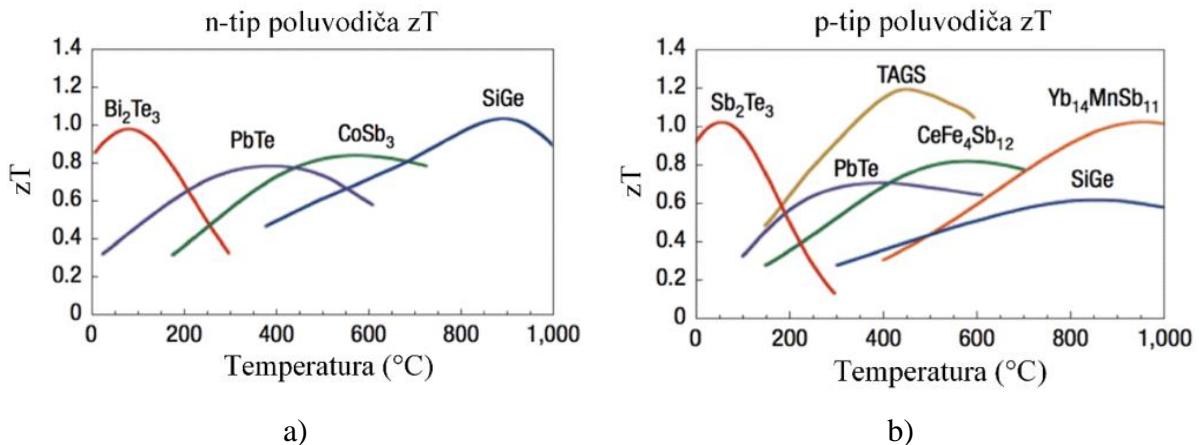 n-tip poluvodiča zT
zT
1.4
1.2
1.0
0.8
0.6
0.4
0.2
0
Bi₂Te₃
PbTe
CoSb₃
SiGe
0 200 400 600 800 1,000
Temperatura (°C)
a)
p-tip poluvodiča zT
zT
1.4
1.2
1.0
0.8
0.6
0.4
0.2
0
Sb₂Te₃
TAGS
Yb₁₄MnSb₁₁
CeFe₄Sb₁₂
PbTe
SiGe
0 200 400 600 800 1,000
Temperatura (°C)
b)